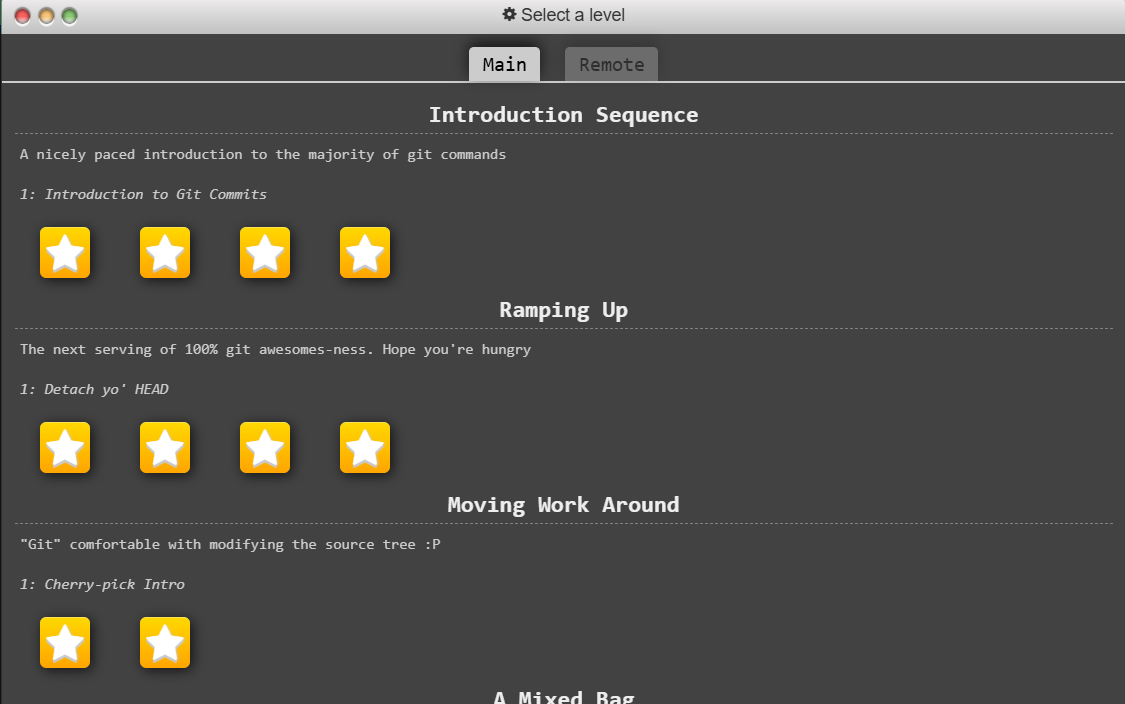 Select a level
Main Remote
Introduction Sequence
A nicely paced introduction to the majority of git commands
1: Introduction to Git Commits
Ramping Up
The next serving of 100% git awesomes-ness. Hope you're hungry
1: Detach yo' HEAD
Moving Work Around
"Git" comfortable with modifying the source tree :P
1: Cherry-pick Intro
A Mixed Bag